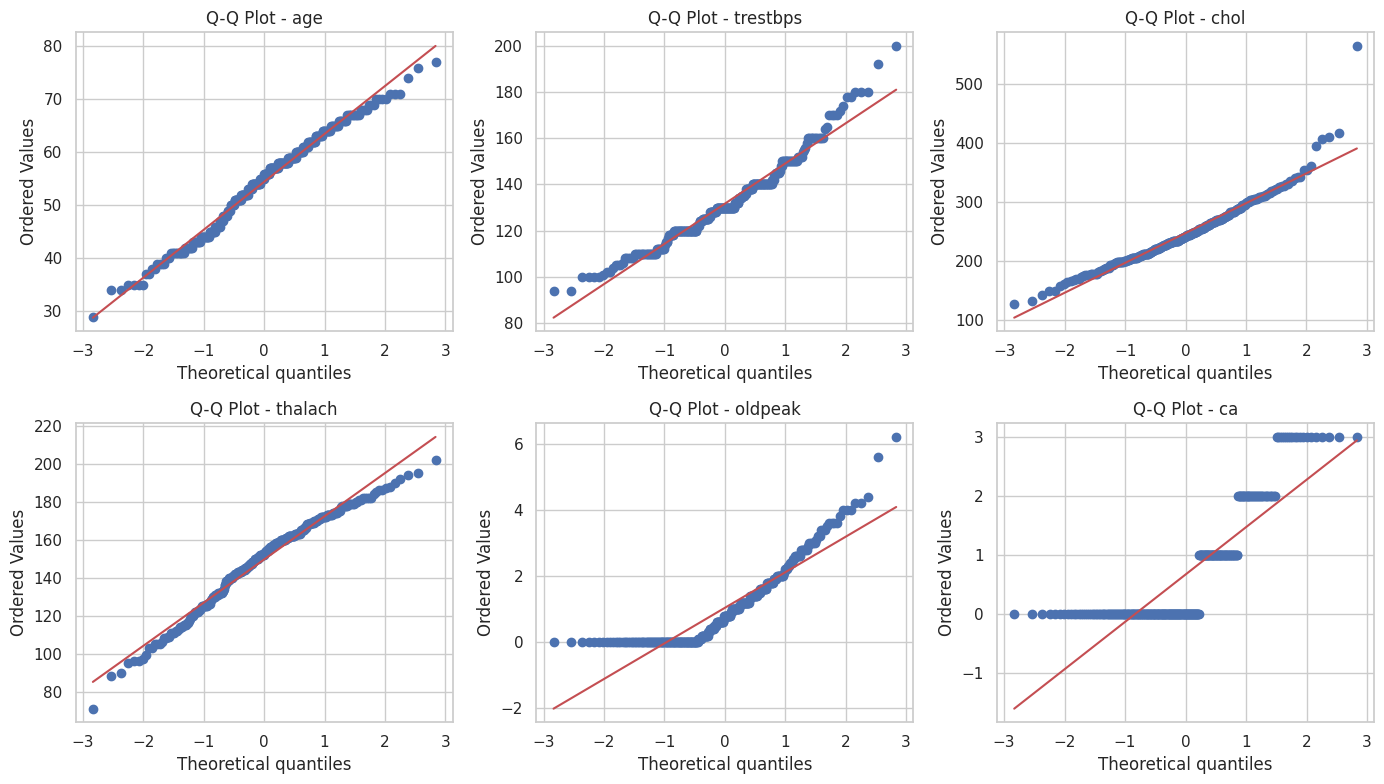 Q-Q Plot - age
Q-Q Plot - trestbps
Q-Q Plot - chol
80
70
60
50
40
30
Ordered Values
−3 −2 −1 0 1 2 3
Theoretical quantiles
200
180
160
140
120
100
80
Ordered Values
−3 −2 −1 0 1 2 3
Theoretical quantiles
500
400
300
200
100
Ordered Values
−3 −2 −1 0 1 2 3
Theoretical quantiles
Q-Q Plot - thalach
Q-Q Plot - oldpeak
Q-Q Plot - ca
220
200
180
160
140
120
100
80
Ordered Values
−3 −2 −1 0 1 2 3
Theoretical quantiles
6
4
2
0
−2
Ordered Values
−3 −2 −1 0 1 2 3
Theoretical quantiles
3
2
1
0
−1
Ordered Values
−3 −2 −1 0 1 2 3
Theoretical quantiles